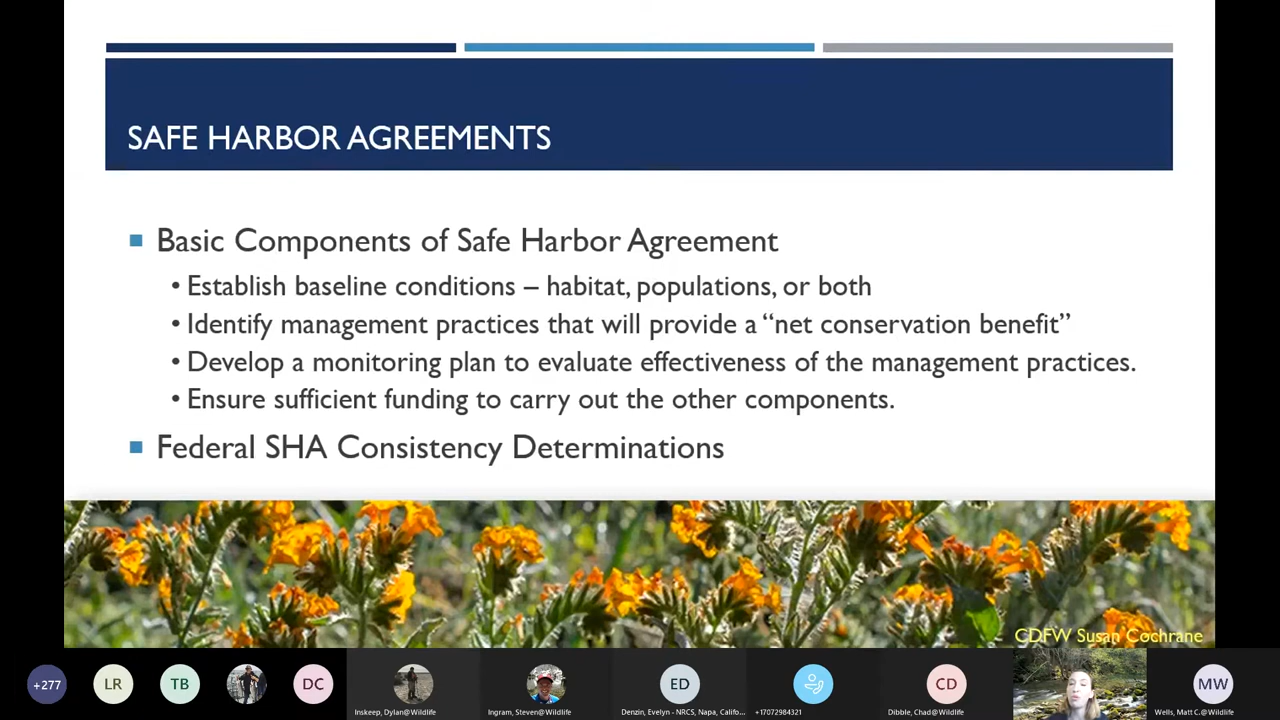 SAFE HARBOR AGREEMENTS
Basic Components of Safe Harbor Agreement
• Establish baseline conditions – habitat, populations, or both
• Identify management practices that will provide a “net conservation benefit”
• Develop a monitoring plan to evaluate effectiveness of the management practices.
• Ensure sufficient funding to carry out the other components.
Federal SHA Consistency Determinations
CDFW Susan Cochrane
+277
LR
TB
DC
ED
CD
MW
Inskeep, Dylan@Wildlife
Ingram, Steven@Wildlife
Denzin, Evelyn - NRCS, Napa, Califo...
+17072984321
Dibble, Chad@Wildlife
Wells, Matt C.@Wildlife